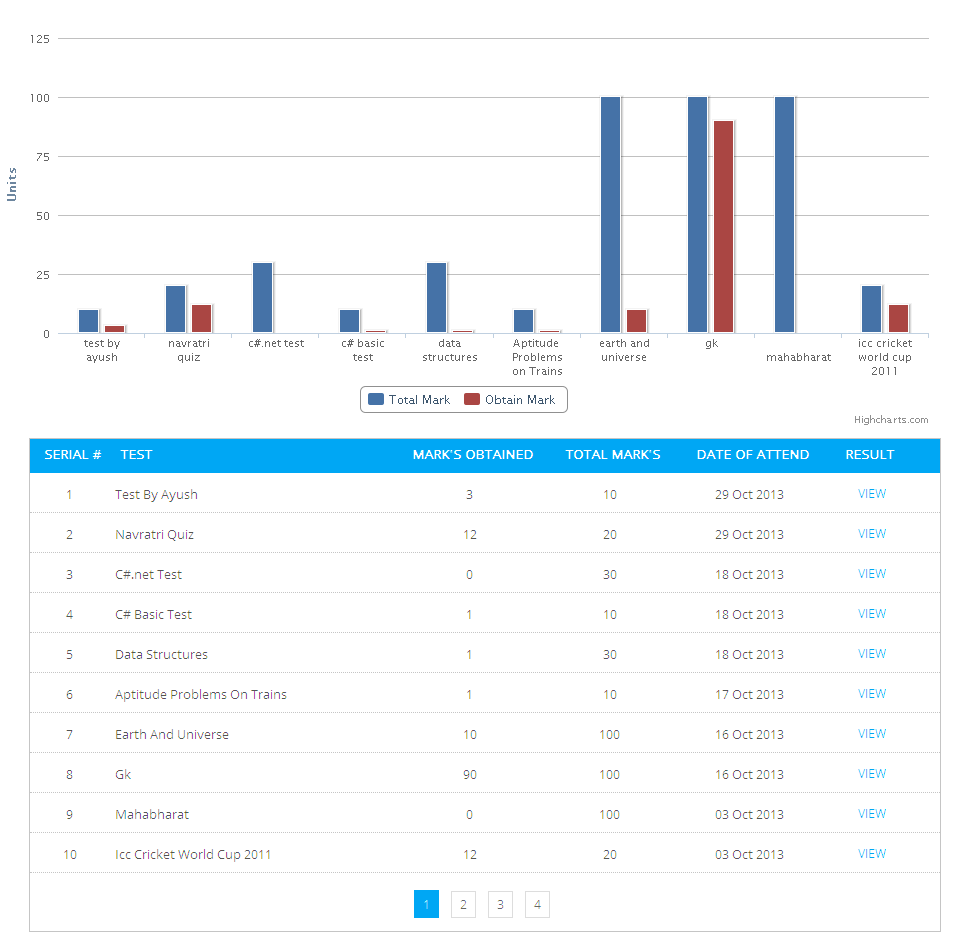 125
100
75
50
25
0
Units
test by ayush
navratri quiz
c#.net test
c# basic test
data structures
Aptitude Problems on Trains
earth and universe
gk
mahabharat
icc cricket world cup 2011
Total Mark Obtain Mark
Highcharts.com
SERIAL # TEST MARK'S OBTAINED TOTAL MARK'S DATE OF ATTEND RESULT
1 Test By Ayush 3 10 29 Oct 2013 VIEW
2 Navratri Quiz 12 20 29 Oct 2013 VIEW
3 C#.net Test 0 30 18 Oct 2013 VIEW
4 C# Basic Test 1 10 18 Oct 2013 VIEW
5 Data Structures 1 30 18 Oct 2013 VIEW
6 Aptitude Problems On Trains 1 10 17 Oct 2013 VIEW
7 Earth And Universe 10 100 16 Oct 2013 VIEW
8 Gk 90 100 16 Oct 2013 VIEW
9 Mahabharat 0 100 03 Oct 2013 VIEW
10 Icc Cricket World Cup 2011 12 20 03 Oct 2013 VIEW
1 2 3 4